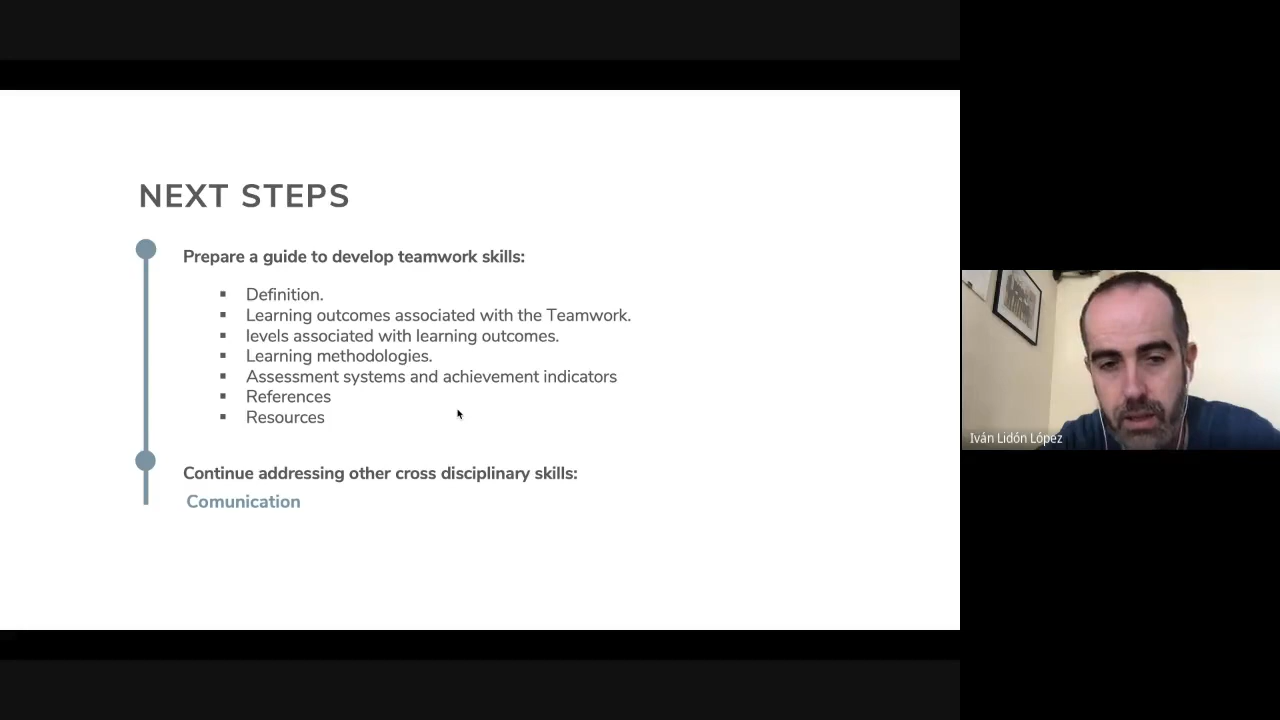 NEXT STEPS
Prepare a guide to develop teamwork skills:
▪ Definition.
▪ Learning outcomes associated with the Teamwork.
▪ levels associated with learning outcomes.
▪ Learning methodologies.
▪ Assessment systems and achievement indicators
▪ References
▪ Resources
Continue addressing other cross disciplinary skills:
Comunication
Iván Lidón López